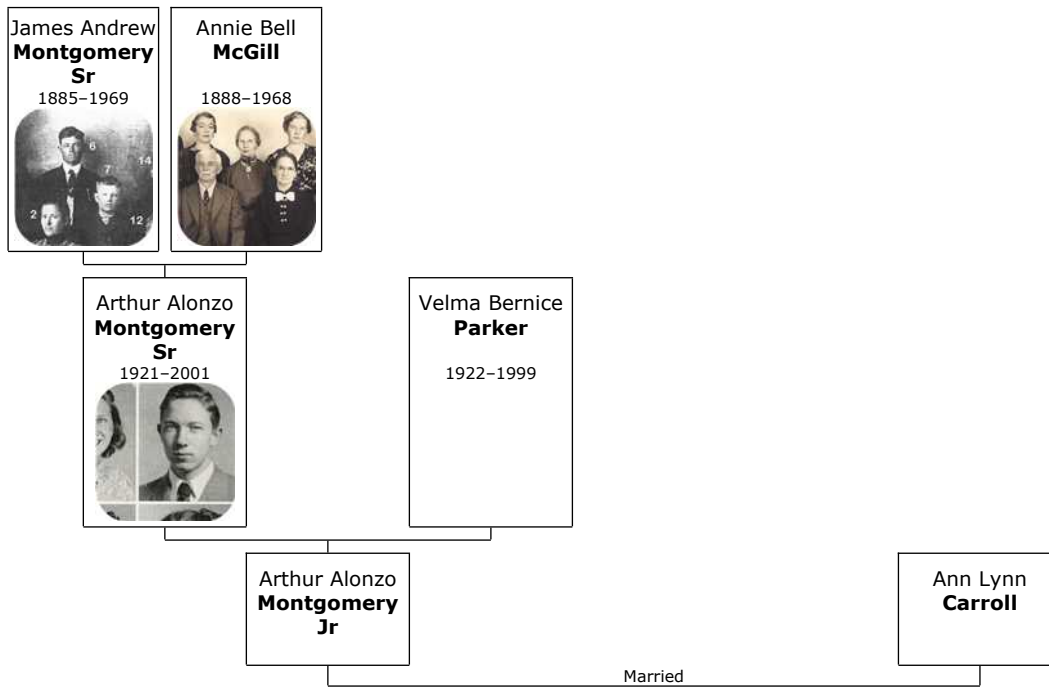 James Andrew
Montgomery
Sr
1885–1969
Annie Bell
McGill
1888–1968
6
14
7
2
12
Arthur Alonzo
Montgomery
Sr
1921–2001
Velma Bernice
Parker
1922–1999
Arthur Alonzo
Montgomery
Jr
Ann Lynn
Carroll
Married